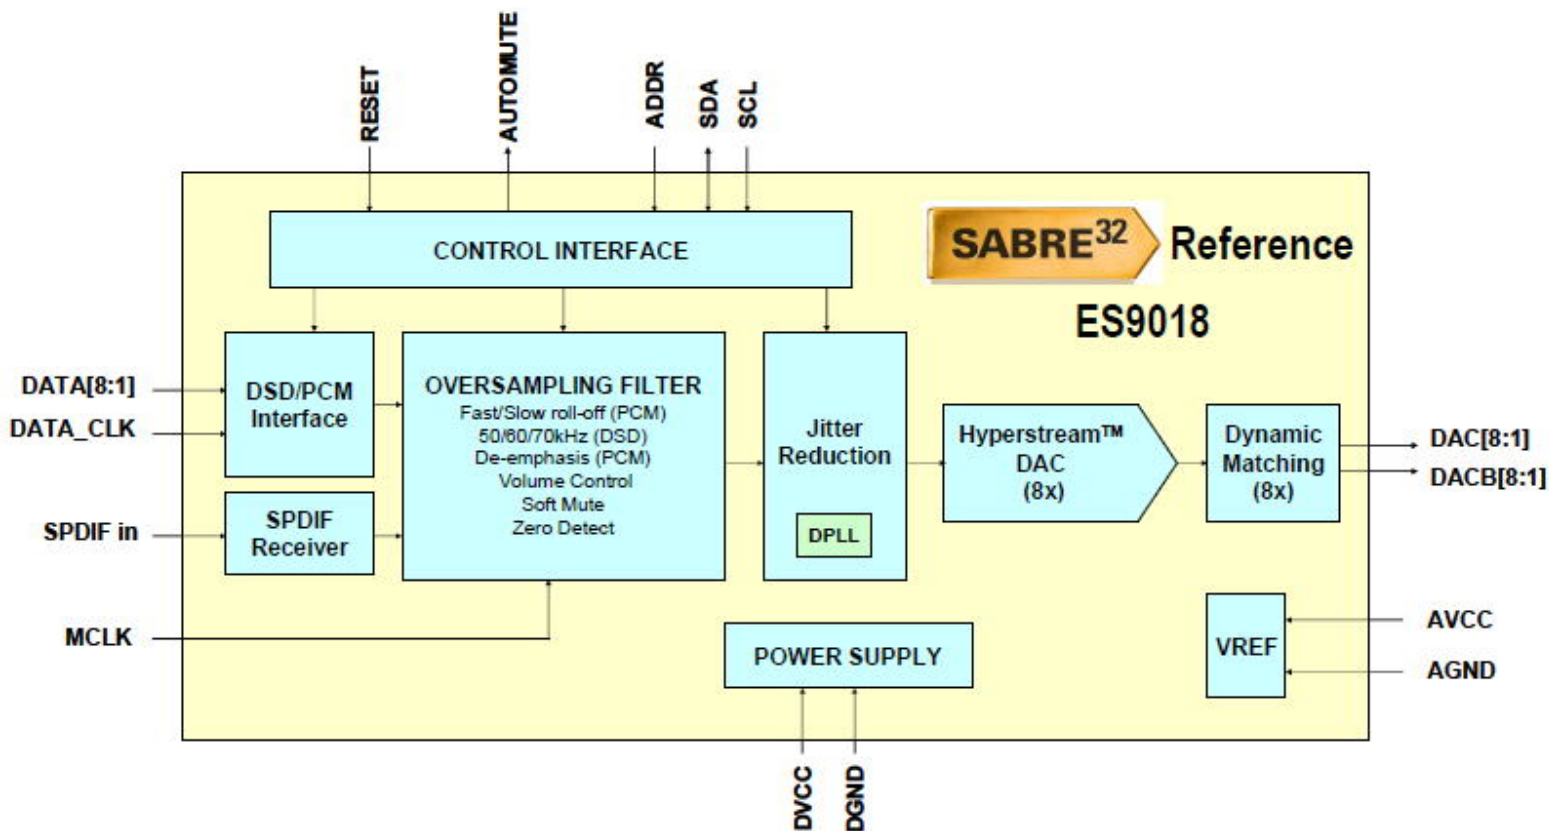 RESET
AUTOMUTE
ADDR
SDA
SCL
CONTROL INTERFACE
SABRE32 Reference
ES9018
DATA[8:1]
DATA_CLK
DSD/PCM
Interface
OVERSAMPLING FILTER
Fast/Slow roll-off (PCM)
50/60/70kHz (DSD)
De-emphasis (PCM)
Volume Control
Soft Mute
Zero Detect
Jitter
Reduction
DPLL
Hyperstream™
DAC
(8x)
Dynamic
Matching
(8x)
DAC[8:1]
DACB[8:1]
SPDIF in
SPDIF
Receiver
MCLK
POWER SUPPLY
VREF
AVCC
AGND
DVCC
DGND